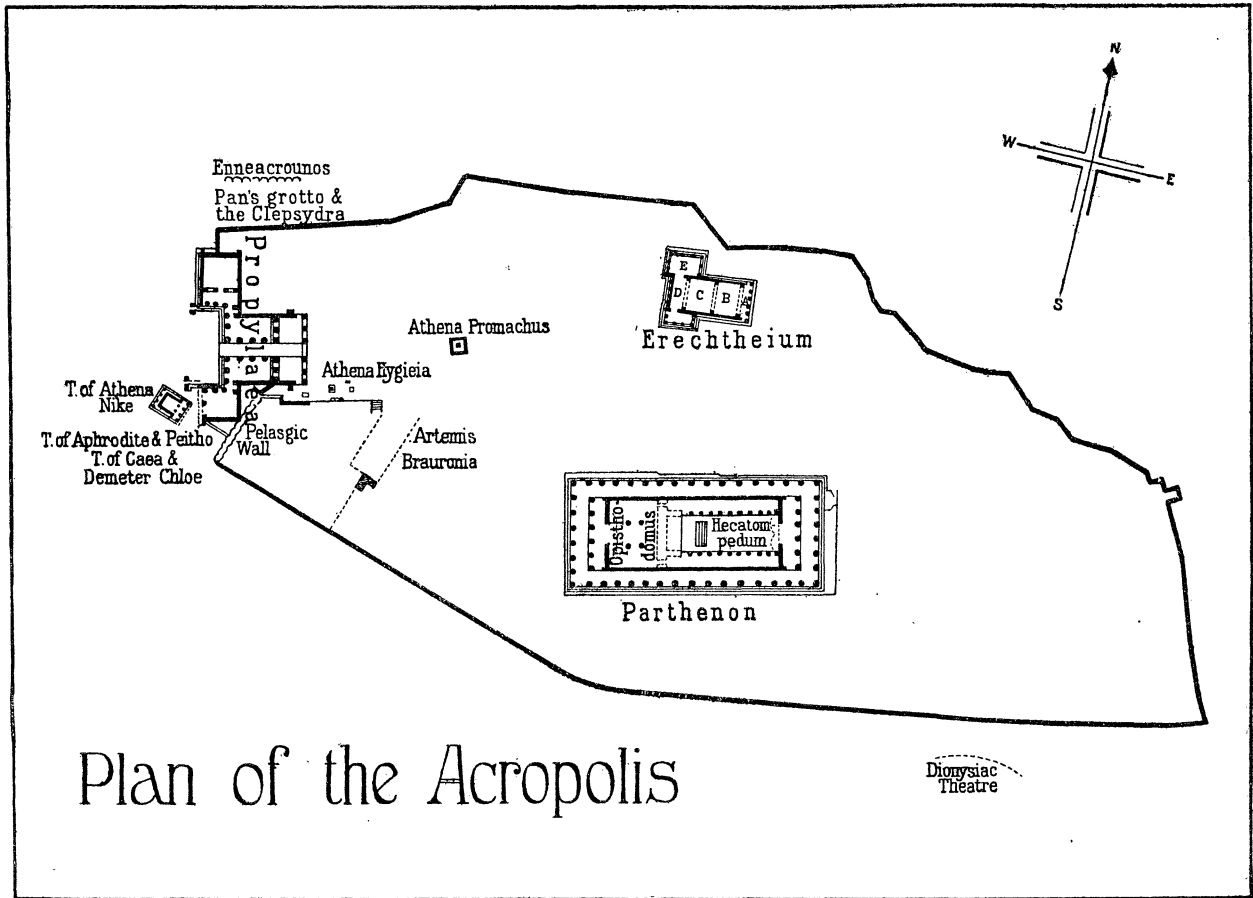 N
W
E
S
Enneacrounos
Pan's grotto &
the Clepsydra
Propylaea
E
D
C
B
A
Erechtheium
Athena Promachus
Athena Hygieia
T. of Athena
Nike
T. of Aphrodite & Peitho
T. of Gaea &
Demeter Chloe
Pelasgic
Wall
Artemis
Brauronia
Opistho-
domus
Hecatom
pedum
Parthenon
Plan of the Acropolis
Dionysiac
Theatre